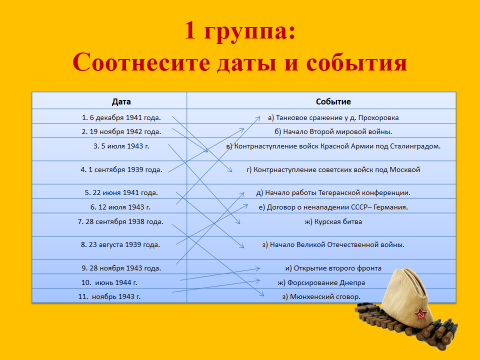 1 группа:
Соотнесите даты и события
Дата Событие
1. 6 декабря 1941 года. а) Танковое сражение у д. Прохоровка
2. 19 ноября 1942 года. б) Начало Второй мировой войны.
3. 5 июля 1943 г. в) Контрнаступление войск Красной Армии под Сталинградом.
4. 1 сентября 1939 года. г) Контрнаступление советских войск под Москвой
5. 22 июня 1941 года. д) Начало работы Тегеранской конференции.
6. 12 июля 1943 г. е) Договор о ненападении СССР– Германия.
7. 28 сентября 1938 года. ж) Курская битва
8. 23 августа 1939 года. з) Начало Великой Отечественной войны.
9. 28 ноября 1943 года. и) Открытие второго фронта
10. июнь 1944 г. ж) Форсирование Днепра
11. ноябрь 1943 г. з) Мюнхенский сговор.